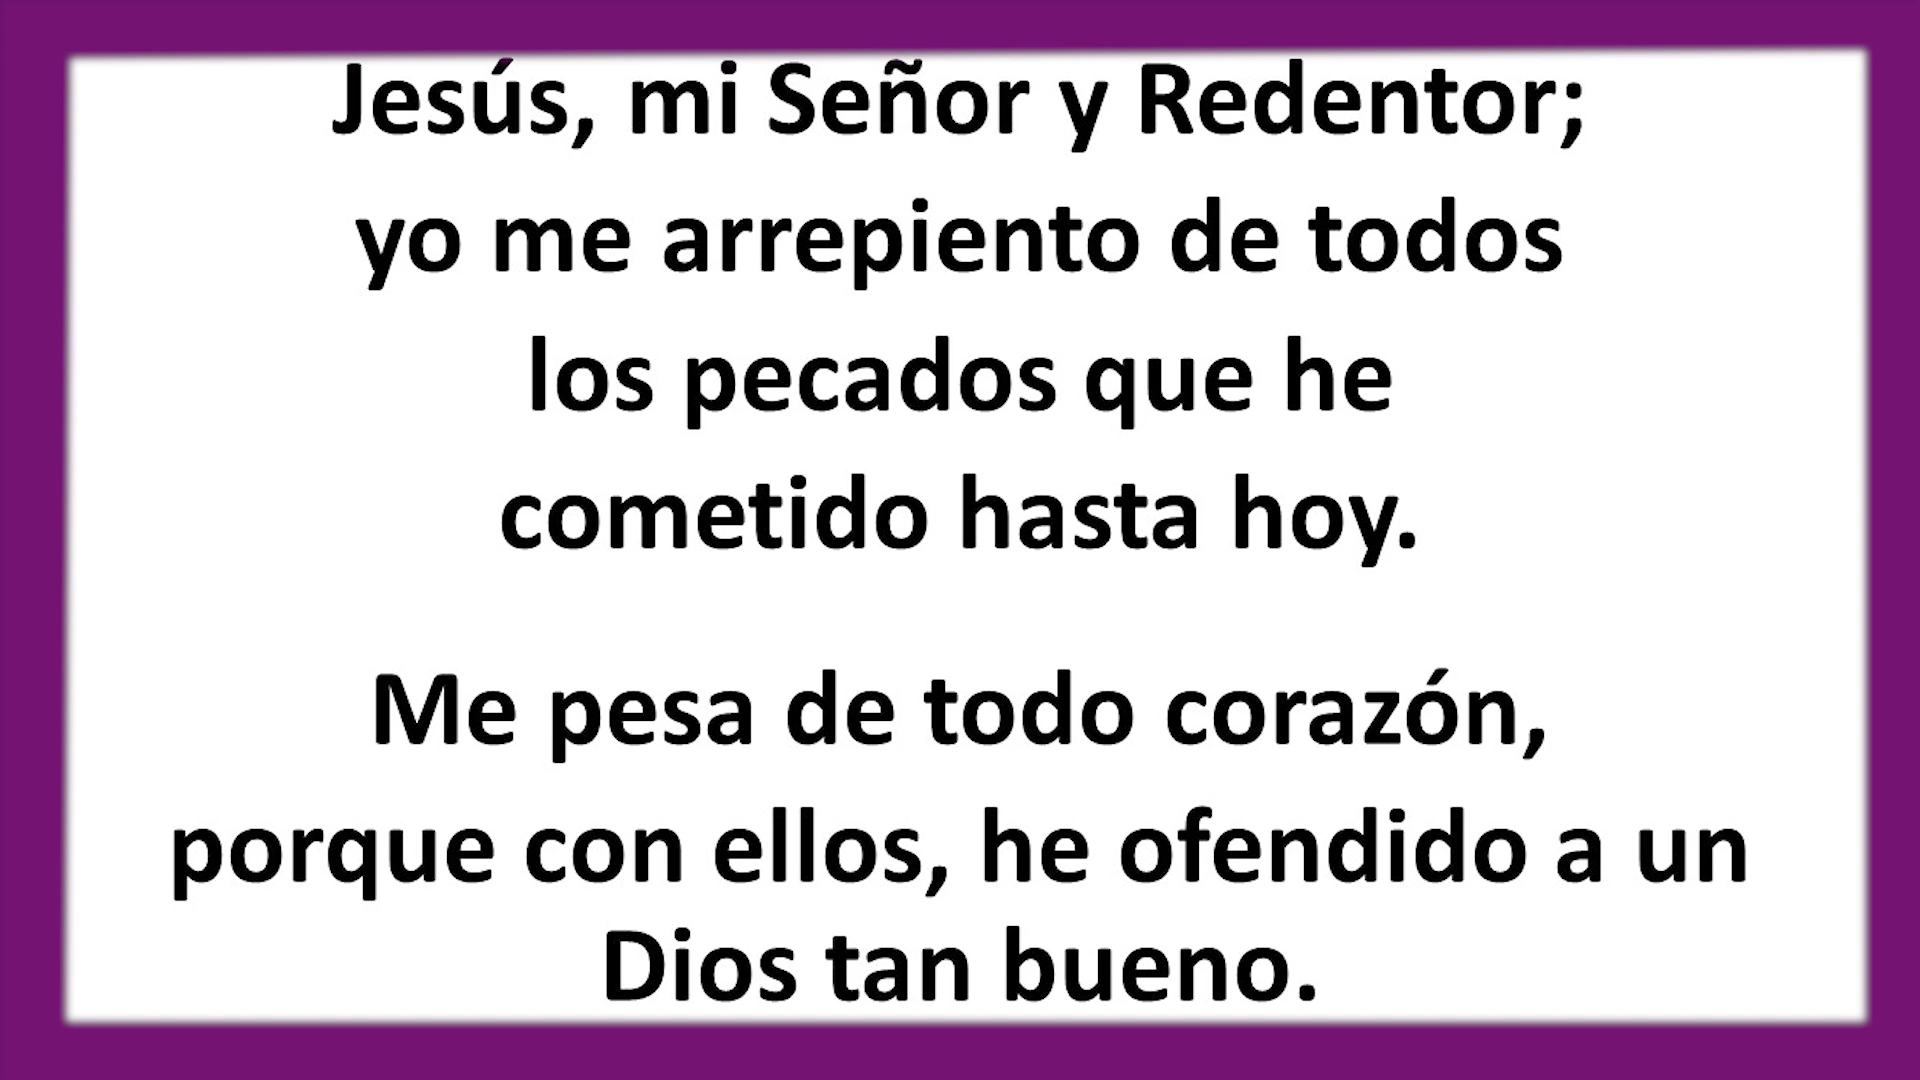 Jesús, mi Señor y Redentor;
yo me arrepiento de todos
los pecados que he
cometido hasta hoy.
Me pesa de todo corazón,
porque con ellos, he ofendido a un
Dios tan bueno.